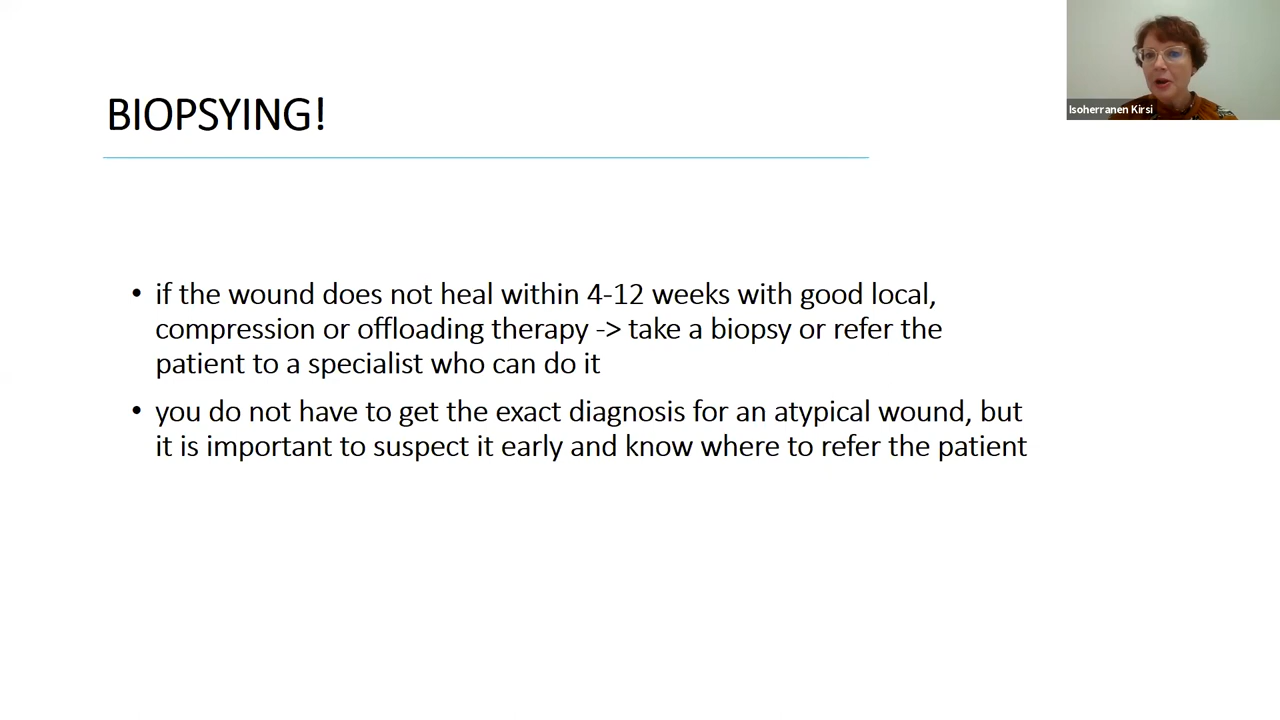 BIOPSYING!
Isoherranen Kirsi
• if the wound does not heal within 4-12 weeks with good local,
compression or offloading therapy -> take a biopsy or refer the
patient to a specialist who can do it
• you do not have to get the exact diagnosis for an atypical wound, but
it is important to suspect it early and know where to refer the patient